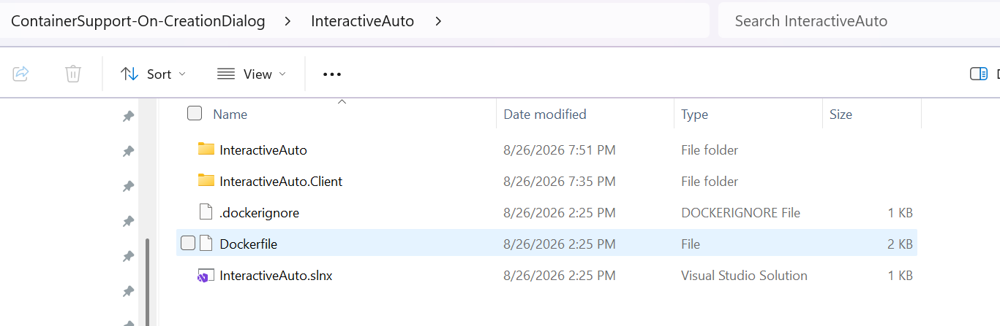 ContainerSupport-On-CreationDialog > InteractiveAuto > Search InteractiveAuto
Sort View •••
Name Date modified Type Size
InteractiveAuto 8/26/2026 7:51 PM File folder
InteractiveAuto.Client 8/26/2026 7:35 PM File folder
.dockerignore 8/26/2026 2:25 PM DOCKERIGNORE File 1 KB
Dockerfile 8/26/2026 2:25 PM File 2 KB
InteractiveAuto.slnx 8/26/2026 2:25 PM Visual Studio Solution 1 KB